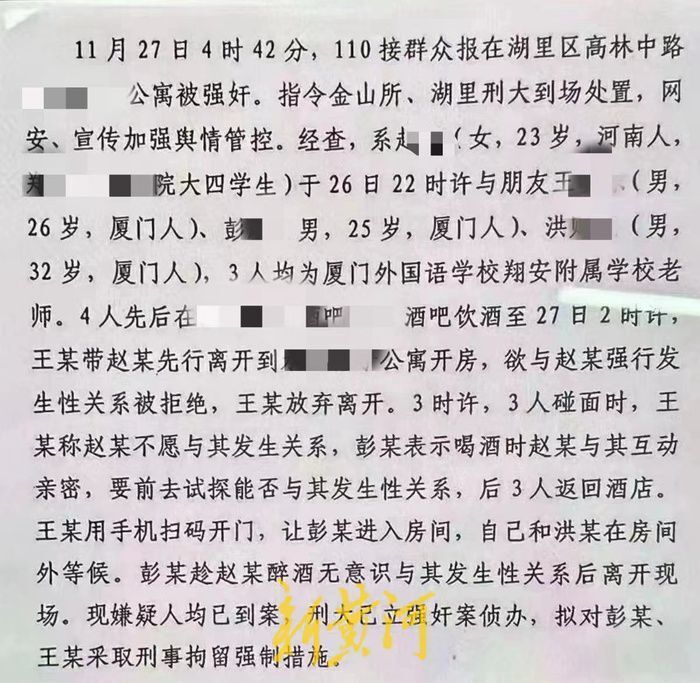 11月27日4时42分，110接群众报在湖里区高林中路
公寓被强奸。指令金山所、湖里刑大到场处置，网
安、宣传加强舆情管控。经查，系赵（女，23岁，河南人，
院大四学生）于26日22时许与朋友王（男，
26岁，厦门人）、彭 男，25岁，厦门人）、洪（男，
32岁，厦门人），3人均为厦门外国语学校翔安附属学校老
师。4人先后在 酒吧饮酒至27日2时许，
王某带赵某先行离开到 公寓开房，欲与赵某强行发
生性关系被拒绝，王某放弃离开。3时许，3人碰面时，王
某称赵某不愿与其发生关系，彭某表示喝酒时赵某与其互动
亲密，要前去试探能否与其发生性关系，后3人返回酒店。
王某用手机扫码开门，让彭某进入房间，自己和洪某在房间
外等候。彭某趁赵某醉酒无意识与其发生性关系后离开现
场。现嫌疑人均已到案，刑大已立强奸案侦办，拟对彭某、
王某采取刑事拘留强制措施。
新黄河